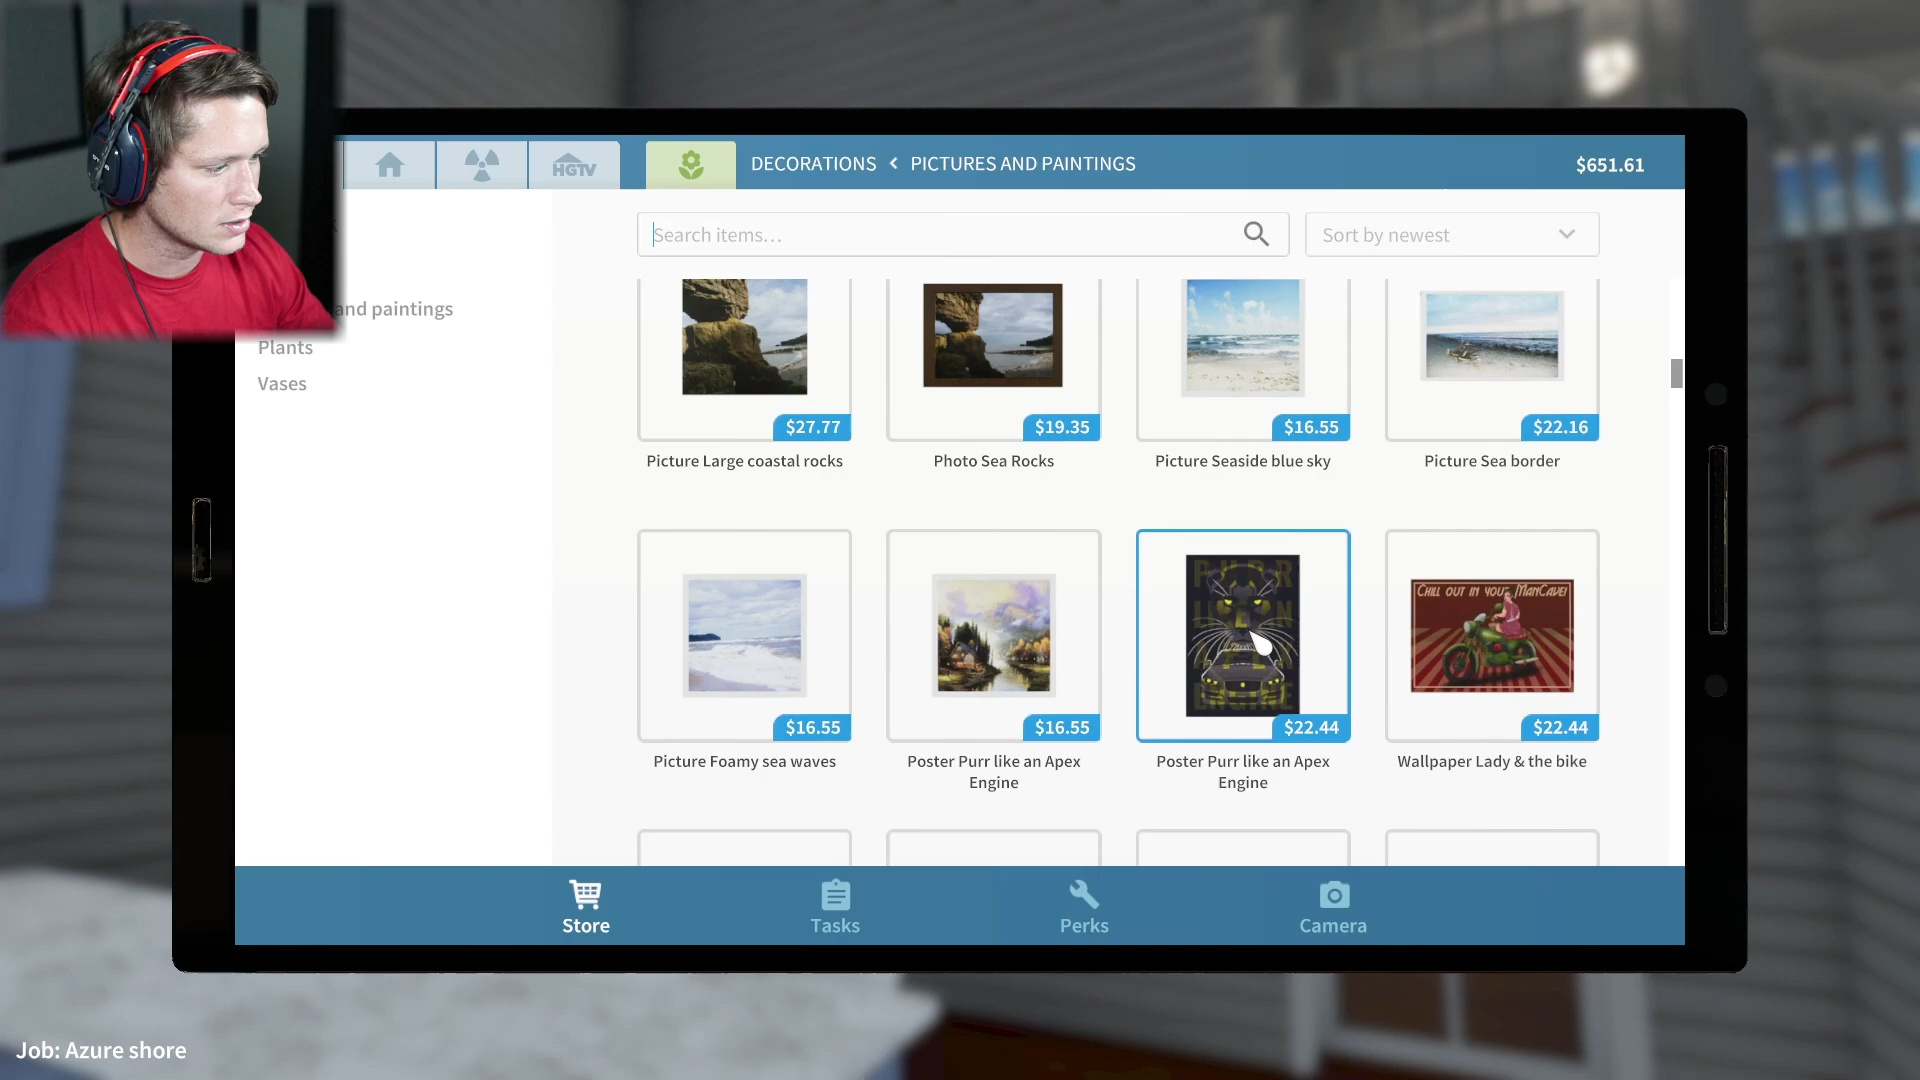 HGTV
DECORATIONS < PICTURES AND PAINTINGS
$651.61
Search items...
Sort by newest
and paintings
Plants
Vases
$27.77
$19.35
$16.55
$22.16
Picture Large coastal rocks
Photo Sea Rocks
Picture Seaside blue sky
Picture Sea border
CHILL OUT IN YOUR MANCAVE!
$16.55
$16.55
$22.44
$22.44
Picture Foamy sea waves
Poster Purr like an Apex
Engine
Poster Purr like an Apex
Engine
Wallpaper Lady & the bike
Store
Tasks
Perks
Camera
Job: Azure shore